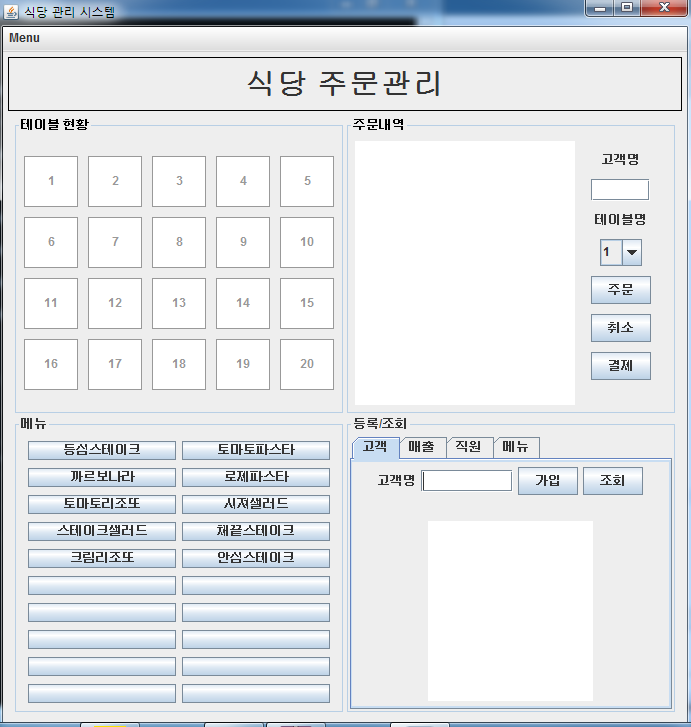 식당 관리 시스템
Menu
식당 주문관리
테이블 현황
1 2 3 4 5
6 7 8 9 10
11 12 13 14 15
16 17 18 19 20
주문내역
고객명
테이블명
1
주문
취소
결제
메뉴
등심스테이크 토마토파스타
까르보나라 로제파스타
토마토리조또 시져샐러드
스테이크샐러드 채끝스테이크
크림리조또 안심스테이크
등록/조회
고객 매출 직원 메뉴
고객명 가입 조회